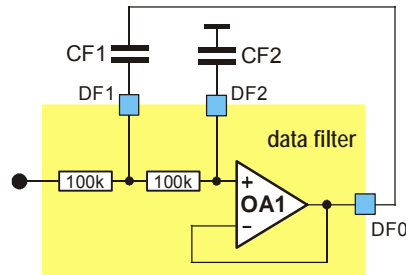 CF1
CF2
DF1
DF2
data filter
100k
100k
+
OA1
−
DF0